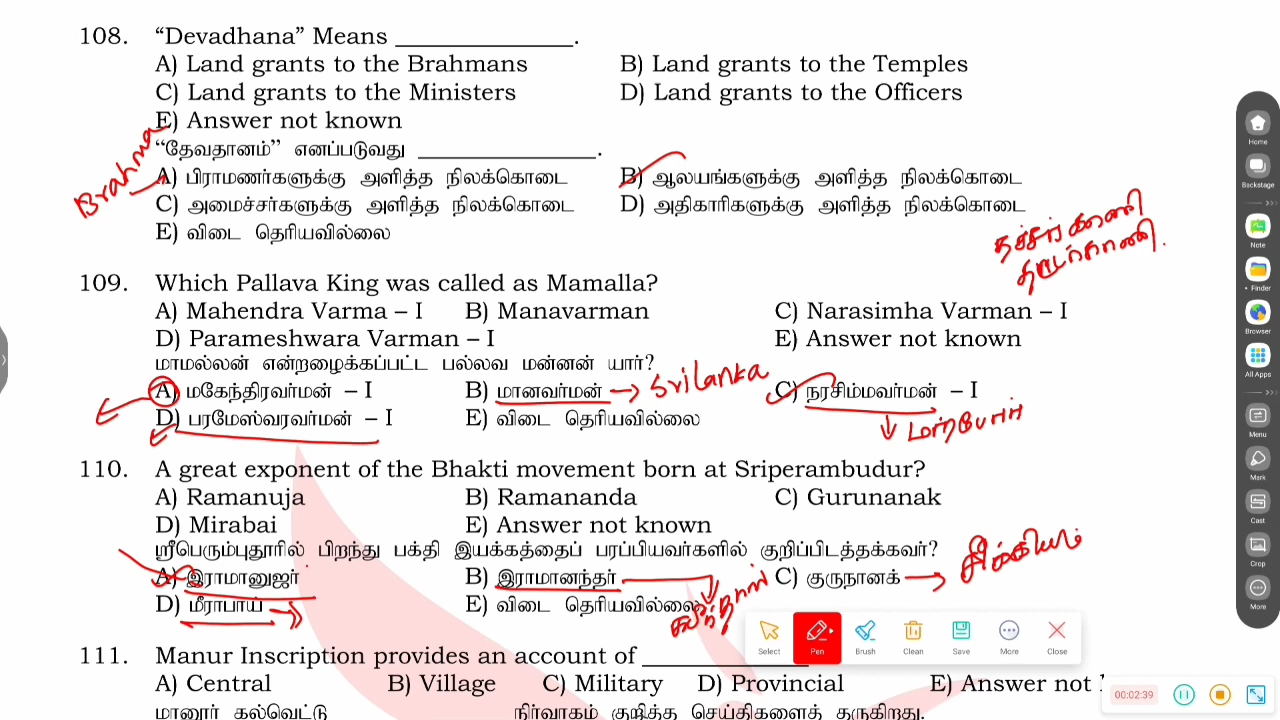 108. “Devadhana” Means ______________.
A) Land grants to the Brahmans B) Land grants to the Temples
C) Land grants to the Ministers D) Land grants to the Officers
E) Answer not known
“தேவதானம்” எனப்படுவது ______________.
A) பிராமணர்களுக்கு அளித்த நிலக்கொடை B) ஆலயங்களுக்கு அளித்த நிலக்கொடை
C) அமைச்சர்களுக்கு அளித்த நிலக்கொடை D) அதிகாரிகளுக்கு அளித்த நிலக்கொடை
E) விடை தெரியவில்லை
Brahma
109. Which Pallava King was called as Mamalla?
A) Mahendra Varma – I B) Manavarman C) Narasimha Varman – I
D) Parameshwara Varman – I E) Answer not known
மாமல்லன் என்றழைக்கப்பட்ட பல்லவ மன்னன் யார்?
A) மகேந்திரவர்மன் – I B) மானவர்மன் → Srilanka C) நரசிம்மவர்மன் – I
D) பரமேஸ்வரவர்மன் – I E) விடை தெரியவில்லை
110. A great exponent of the Bhakti movement born at Sriperambudur?
A) Ramanuja B) Ramananda C) Gurunanak
D) Mirabai E) Answer not known
ஸ்ரீபெரும்புதூரில் பிறந்து பக்தி இயக்கத்தைப் பரப்பியவர்களில் குறிப்பிடத்தக்கவர்?
A) இராமானுஜர் B) இராமானந்தர் C) குருநானக்
D) மீராபாய் E) விடை தெரியவில்லை
111. Manur Inscription provides an account of ______________
A) Central B) Village C) Military D) Provincial E) Answer not
மானூர் கல்வெட்டு நிர்வாகம் குறித்த செய்திகளைத் தருகிறது.
Select Pen Brush Clean Save More Close
00:02:39
Home
Backstage
Note
Finder
Browser
All Apps
Menu
Mark
Cast
Crop
More